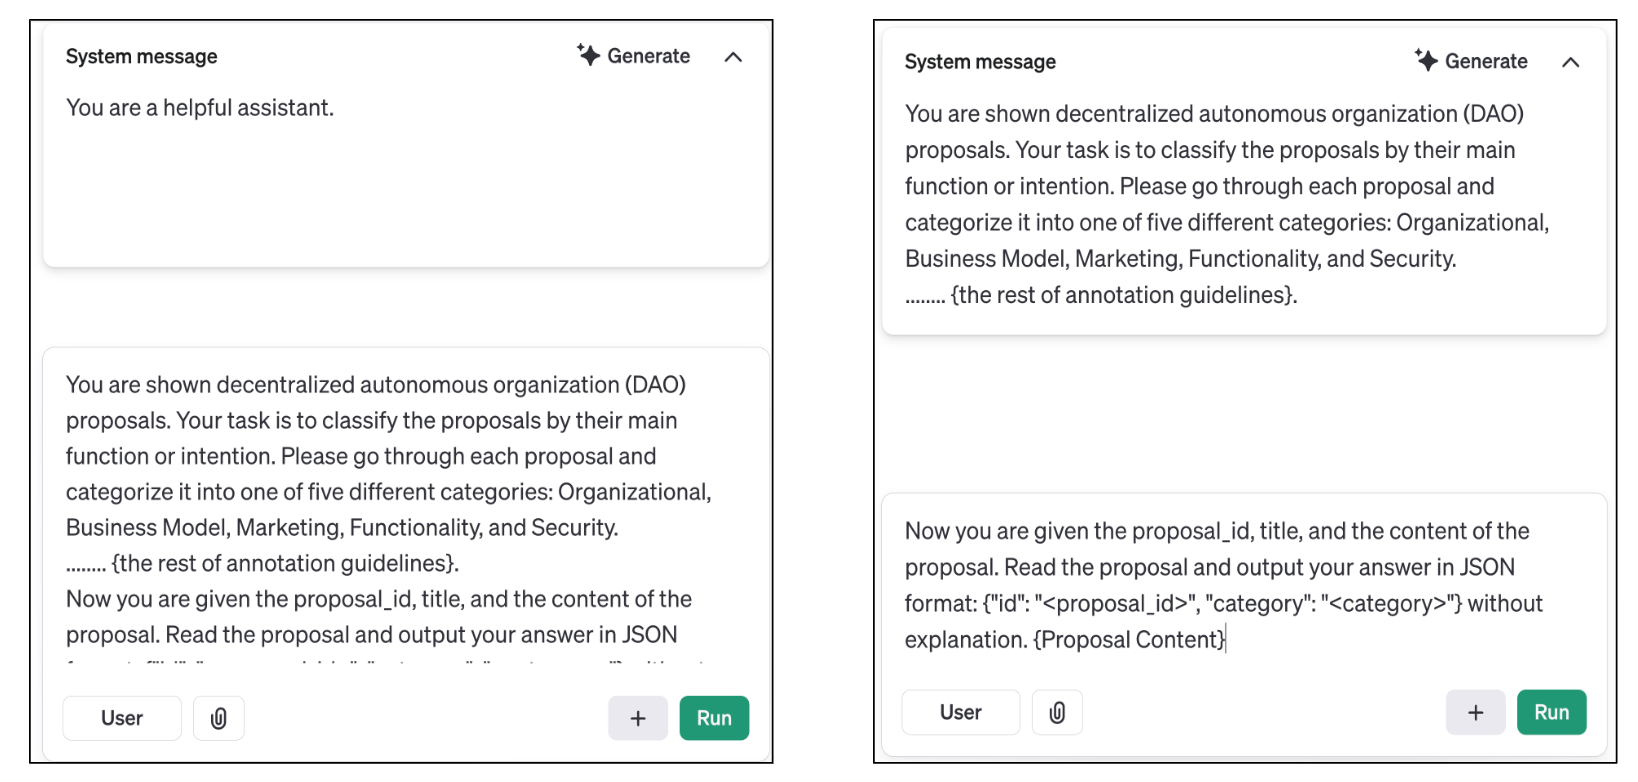 System message
Generate
You are a helpful assistant.
You are shown decentralized autonomous organization (DAO)
proposals. Your task is to classify the proposals by their main
function or intention. Please go through each proposal and
categorize it into one of five different categories: Organizational,
Business Model, Marketing, Functionality, and Security.
........ {the rest of annotation guidelines}.
Now you are given the proposal_id, title, and the content of the
proposal. Read the proposal and output your answer in JSON
User
+
Run
System message
Generate
You are shown decentralized autonomous organization (DAO)
proposals. Your task is to classify the proposals by their main
function or intention. Please go through each proposal and
categorize it into one of five different categories: Organizational,
Business Model, Marketing, Functionality, and Security.
........ {the rest of annotation guidelines}.
Now you are given the proposal_id, title, and the content of the
proposal. Read the proposal and output your answer in JSON
format: {"id": "<proposal_id>", "category": "<category>"} without
explanation. {Proposal Content}
User
+
Run